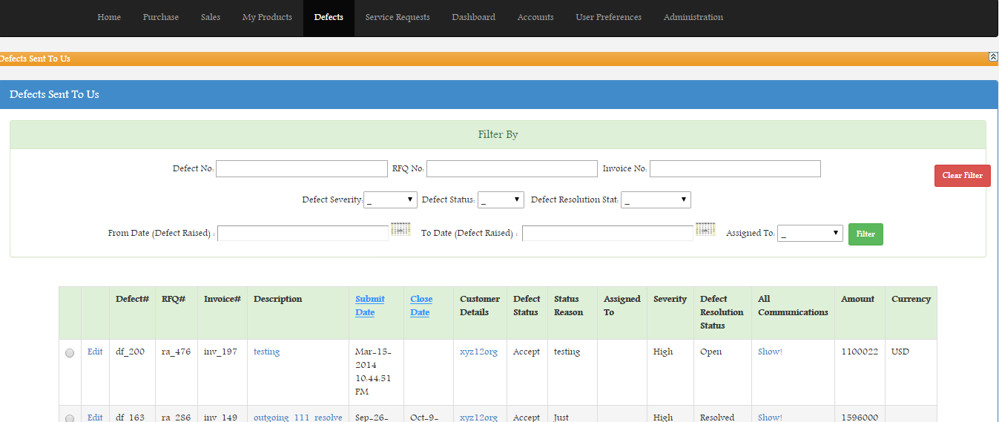 Home Purchase Sales My Products Defects Service Requests Dashboard Accounts User Preferences Administration
Defects Sent To Us
Defects Sent To Us
Filter By
Defect No: RFQ No: Invoice No: Clear Filter
Defect Severity: _ Defect Status: _ Defect Resolution Stat: _
From Date (Defect Raised) : To Date (Defect Raised) : Assigned To: _ Filter
Defect# RFQ# Invoice# Description Submit Close Customer Defect Status Assigned Severity Defect All Amount Currency
Date Date Details Status Reason To Resolution Communications
Status
Edit df_200 ra_476 inv_197 testing Mar-15- xyz12org Accept testing High Open Show! 1100022 USD
2014
10:44:51
PM
Edit df_163 ra_286 inv_149 outgoing_111_resolve Sep-26- Oct-9- xyz12org Accept Just High Resolved Show! 1596000